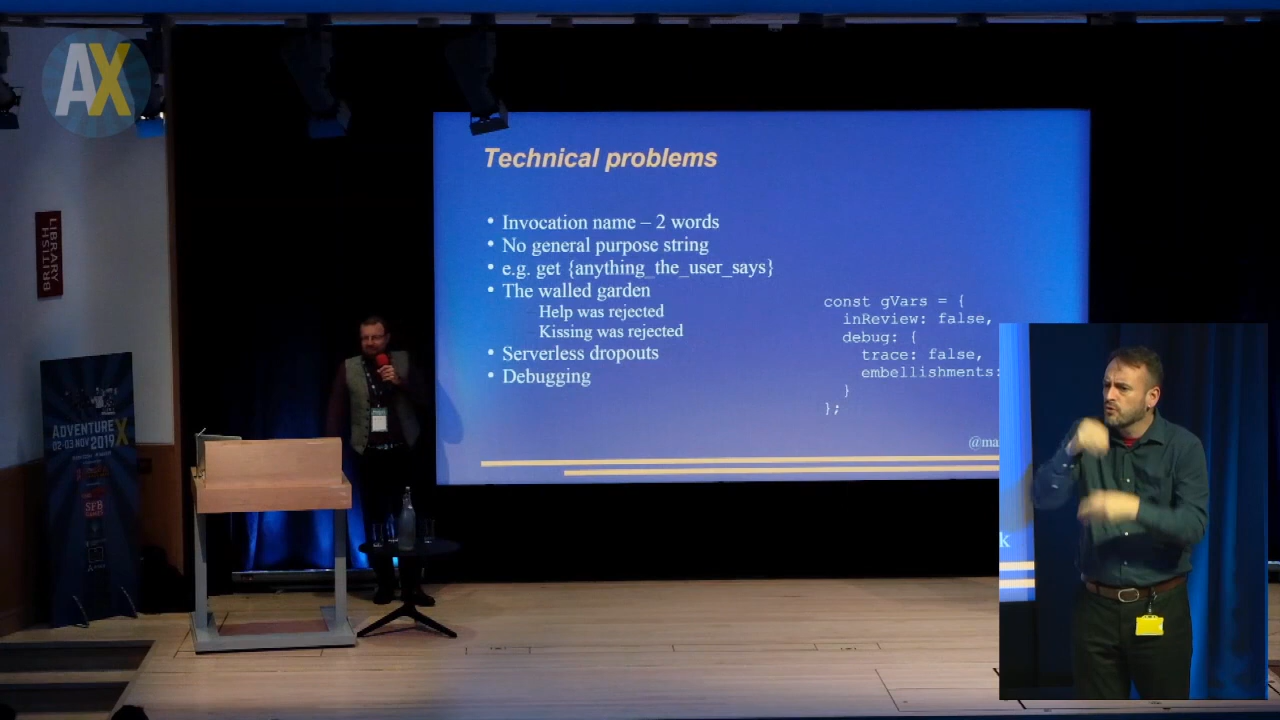 AX
Technical problems
• Invocation name – 2 words
• No general purpose string
• e.g. get {anything_the_user_says}
• The walled garden
– Help was rejected
– Kissing was rejected
• Serverless dropouts
• Debugging
const gVars = {
inReview: false,
debug: {
trace: false,
embellishments:
}
};
@ma
k
BRITISH
LIBRARY
ADVENTUREX
02-03 NOV 2019
SFB